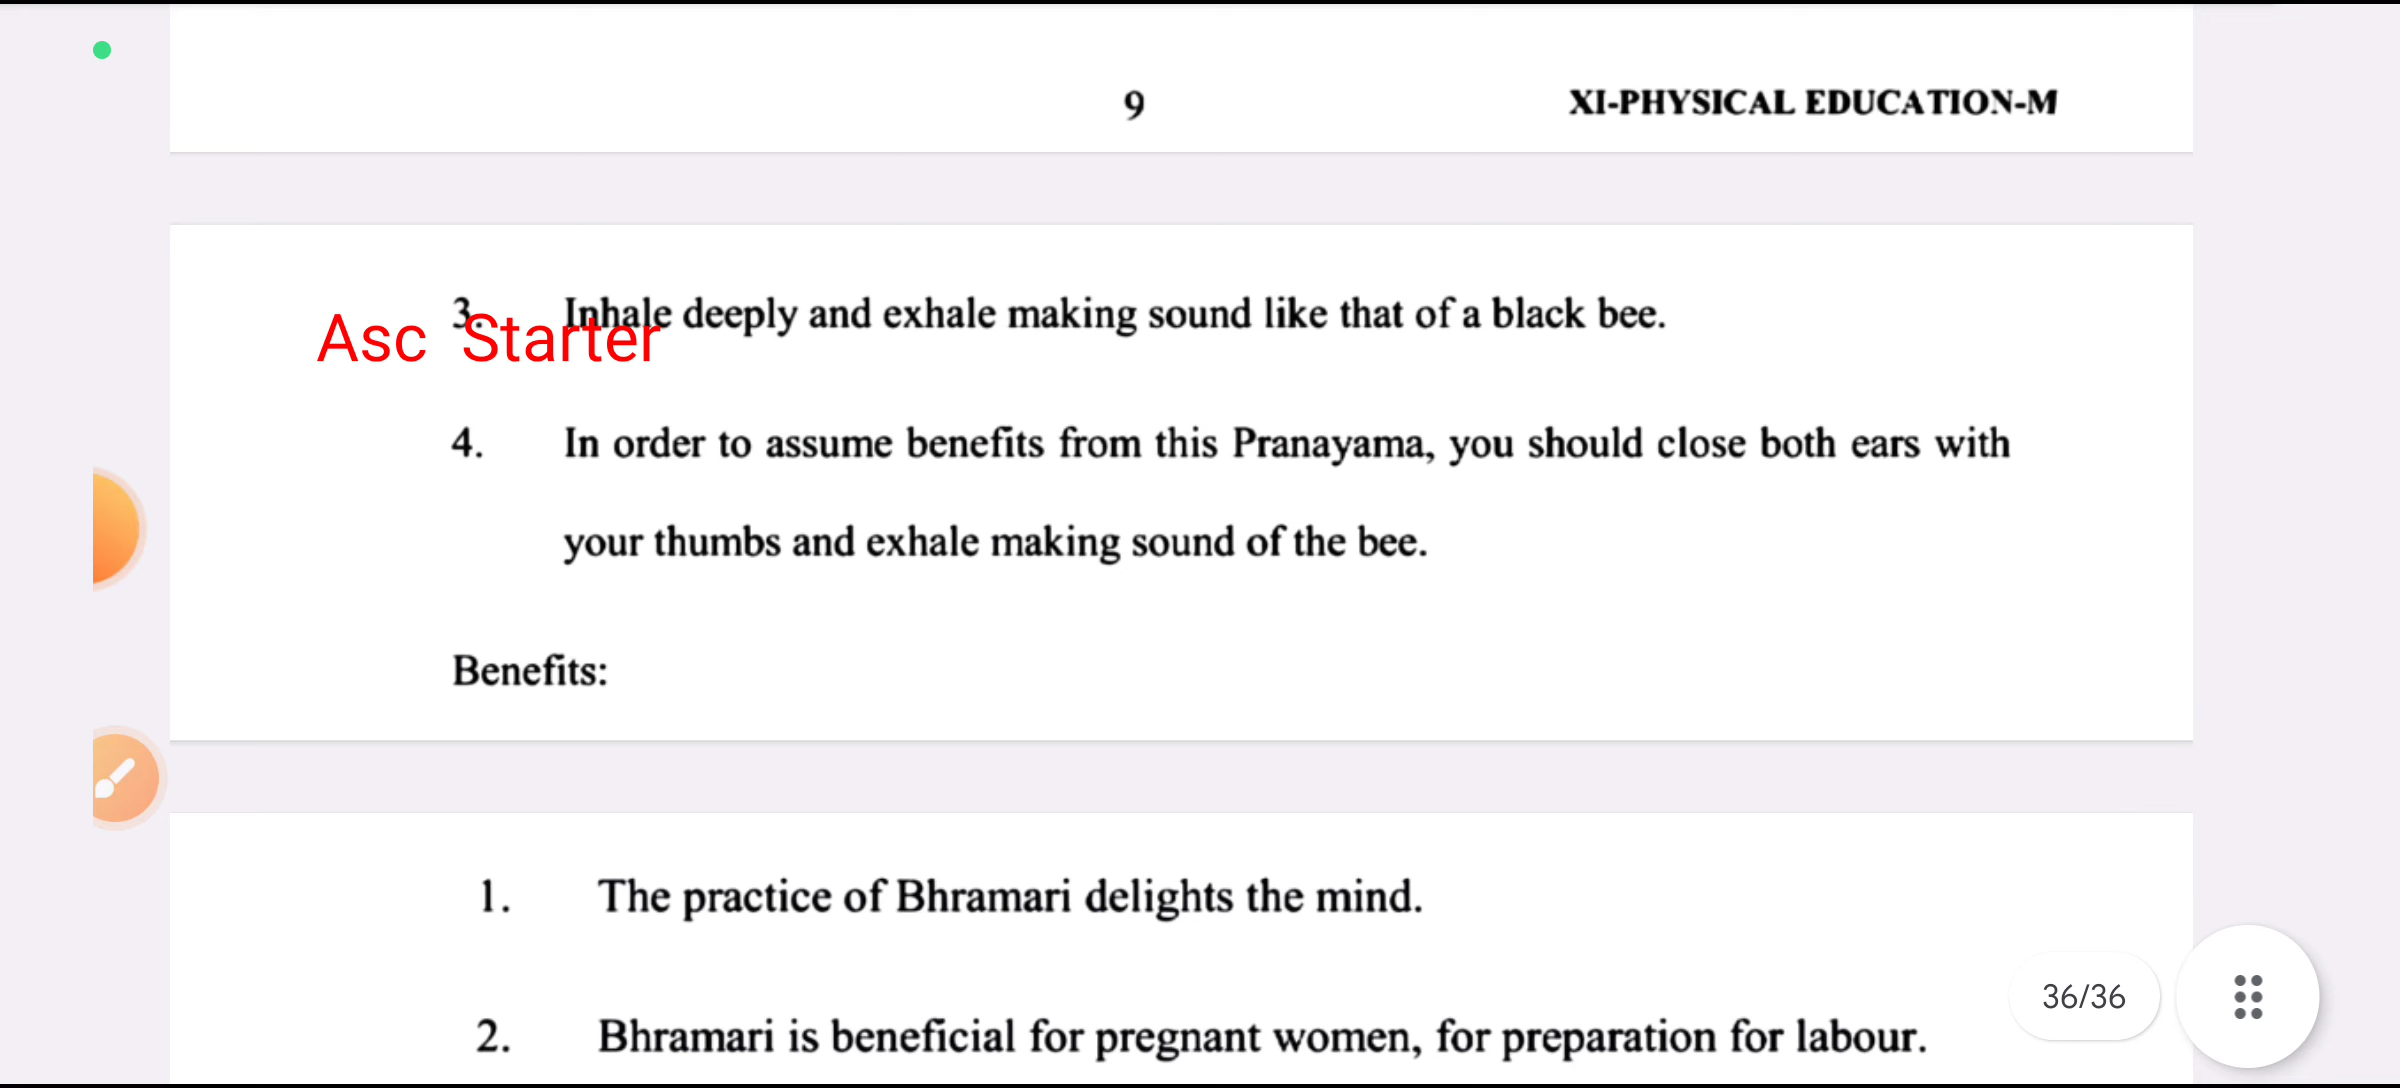 9 XI-PHYSICAL EDUCATION-M
3. Inhale deeply and exhale making sound like that of a black bee.
Asc Starter
4. In order to assume benefits from this Pranayama, you should close both ears with
your thumbs and exhale making sound of the bee.
Benefits:
1. The practice of Bhramari delights the mind.
36/36
2. Bhramari is beneficial for pregnant women, for preparation for labour.